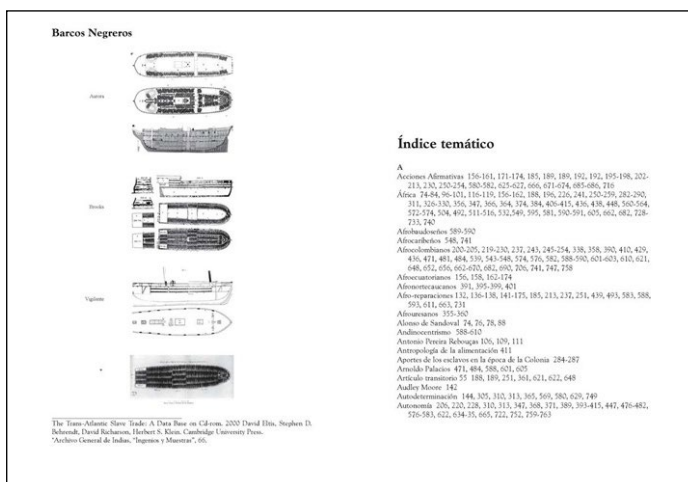 Barcos Negreros
Aurora
Brooks
Vigilante
*
The Trans-Atlantic Slave Trade: A Data Base on Cd-rom. 2000 David Eltis, Stephen D.
Behrendt, David Richarson, Herbert S. Klein. Cambridge University Press.
*Archivo General de Indias, "Ingenios y Muestras", 66.
Índice temático
A
Acciones Afirmativas 156-161, 171-174, 185, 189, 189, 192, 192, 195-198, 202-
213, 230, 250-254, 580-582, 625-627, 666, 671-674, 685-686, 716
África 74-84, 96-101, 116-119, 156-162, 188, 196, 226, 241, 250-259, 282-290,
311, 326-330, 356, 347, 366, 364, 374, 384, 406-415, 436, 438, 448, 560-564,
572-574, 504, 492, 511-516, 532,549, 595, 581, 590-591, 605, 662, 682, 728-
733, 740
Afrobaudoseños 589-590
Afrocaribeños 548, 741
Afrocolombianos 200-205, 219-230, 237, 243, 245-254, 338, 358, 390, 410, 429,
436, 471, 481, 484, 539, 543-548, 574, 576, 582, 588-590, 601-603, 610, 621,
648, 652, 656, 662-670, 682, 690, 706, 741, 747, 758
Afroecuatorianos 156, 158, 162-174
Afronortecaucanos 391, 395-399, 401
Afro-reparaciones 132, 136-138, 141-175, 185, 213, 237, 251, 439, 493, 583, 588,
593, 611, 663, 731
Afrouresanos 355-360
Alonso de Sandoval 74, 76, 78, 88
Andinocentrismo 588-610
Antonio Pereira Rebouças 106, 109, 111
Antropología de la alimentación 411
Aportes de los esclavos en la época de la Colonia 284-287
Arnoldo Palacios 471, 484, 588, 601, 605
Artículo transitorio 55 188, 189, 251, 361, 621, 622, 648
Audley Moore 142
Autodeterminación 144, 305, 310, 313, 365, 569, 580, 629, 749
Autonomía 206, 220, 228, 310, 313, 347, 368, 371, 389, 393-415, 447, 476-482,
576-583, 622, 634-35, 665, 722, 752, 759-763